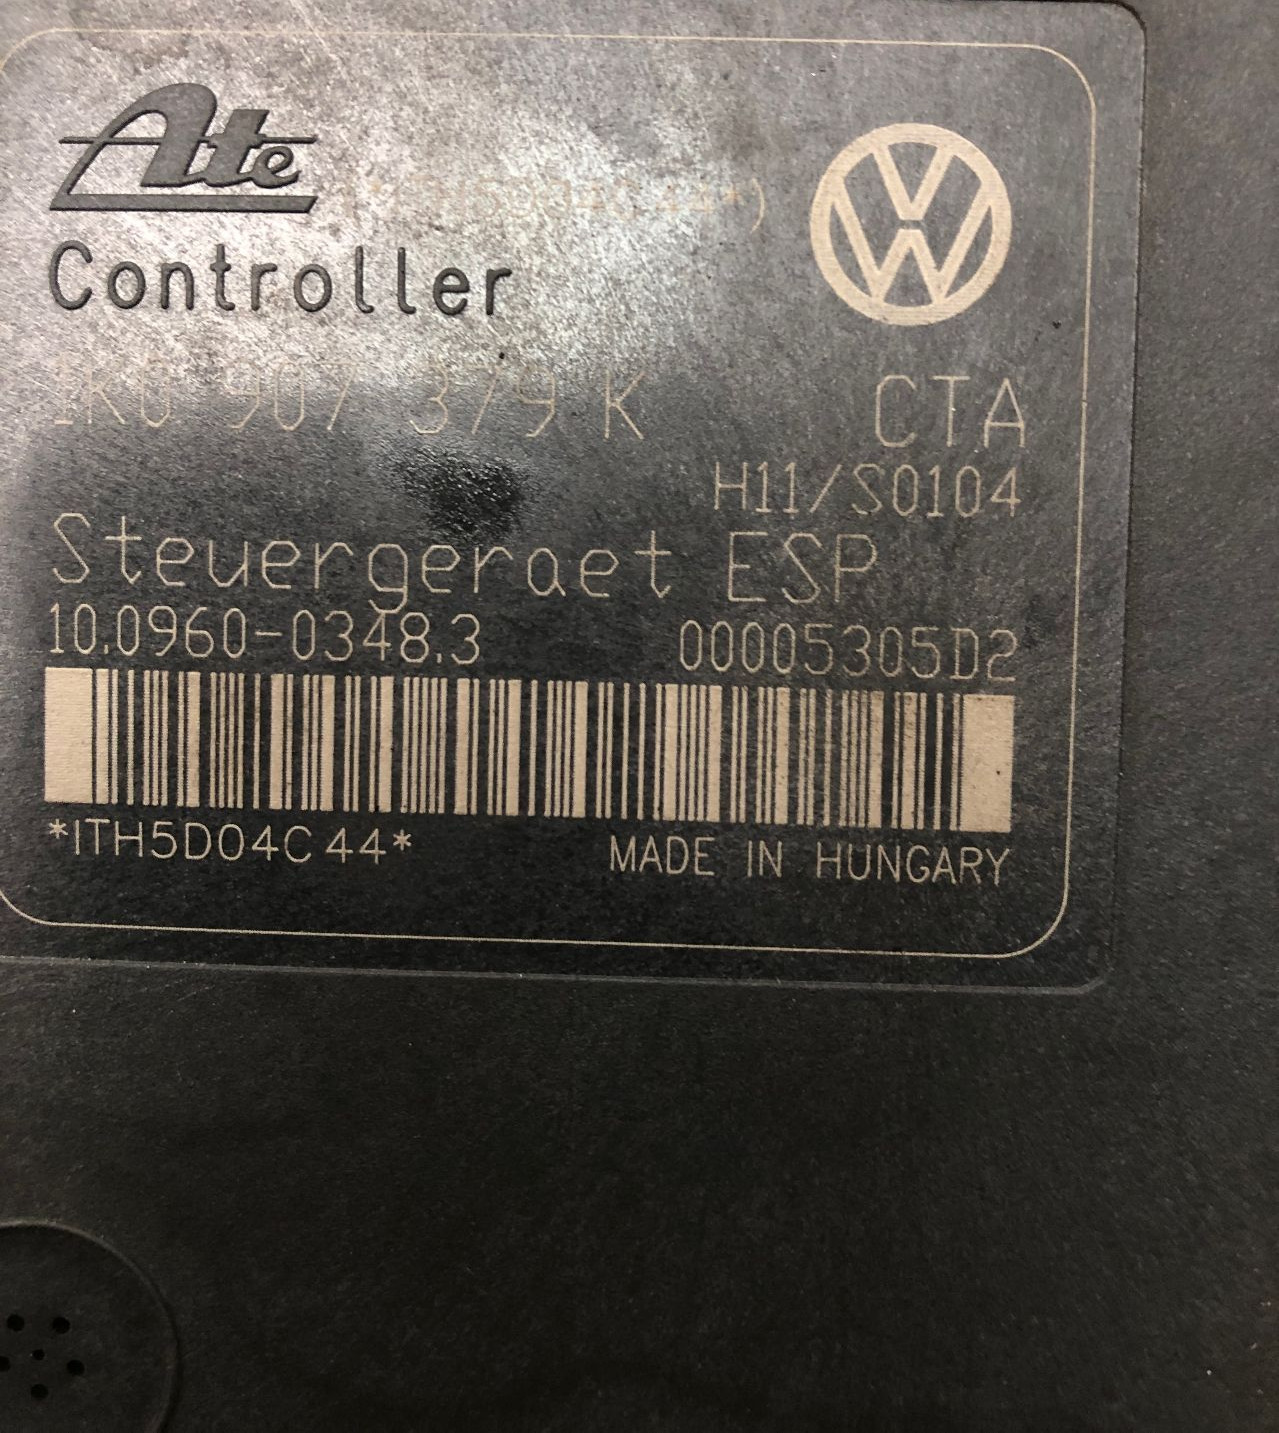 Ate
Controller
1K0 907 379 K CTA
H11/S0104
Steuergeraet ESP
10.0960-0348.3 00005305D2
*ITH5D04C44* MADE IN HUNGARY